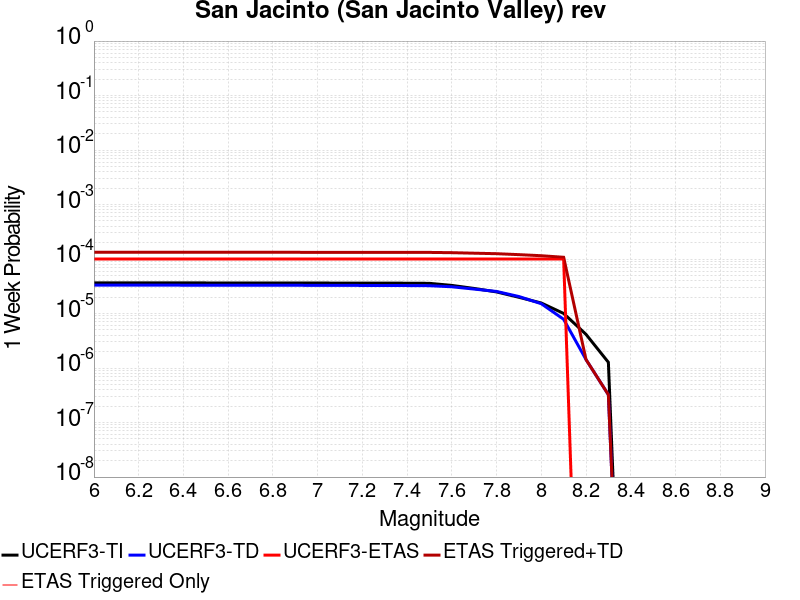 San Jacinto (San Jacinto Valley) rev
10^0
10^-1
10^-2
10^-3
10^-4
10^-5
10^-6
10^-7
10^-8
1 Week Probability
6 6.2 6.4 6.6 6.8 7 7.2 7.4 7.6 7.8 8 8.2 8.4 8.6 8.8 9
Magnitude
UCERF3-TI UCERF3-TD UCERF3-ETAS ETAS Triggered+TD
ETAS Triggered Only